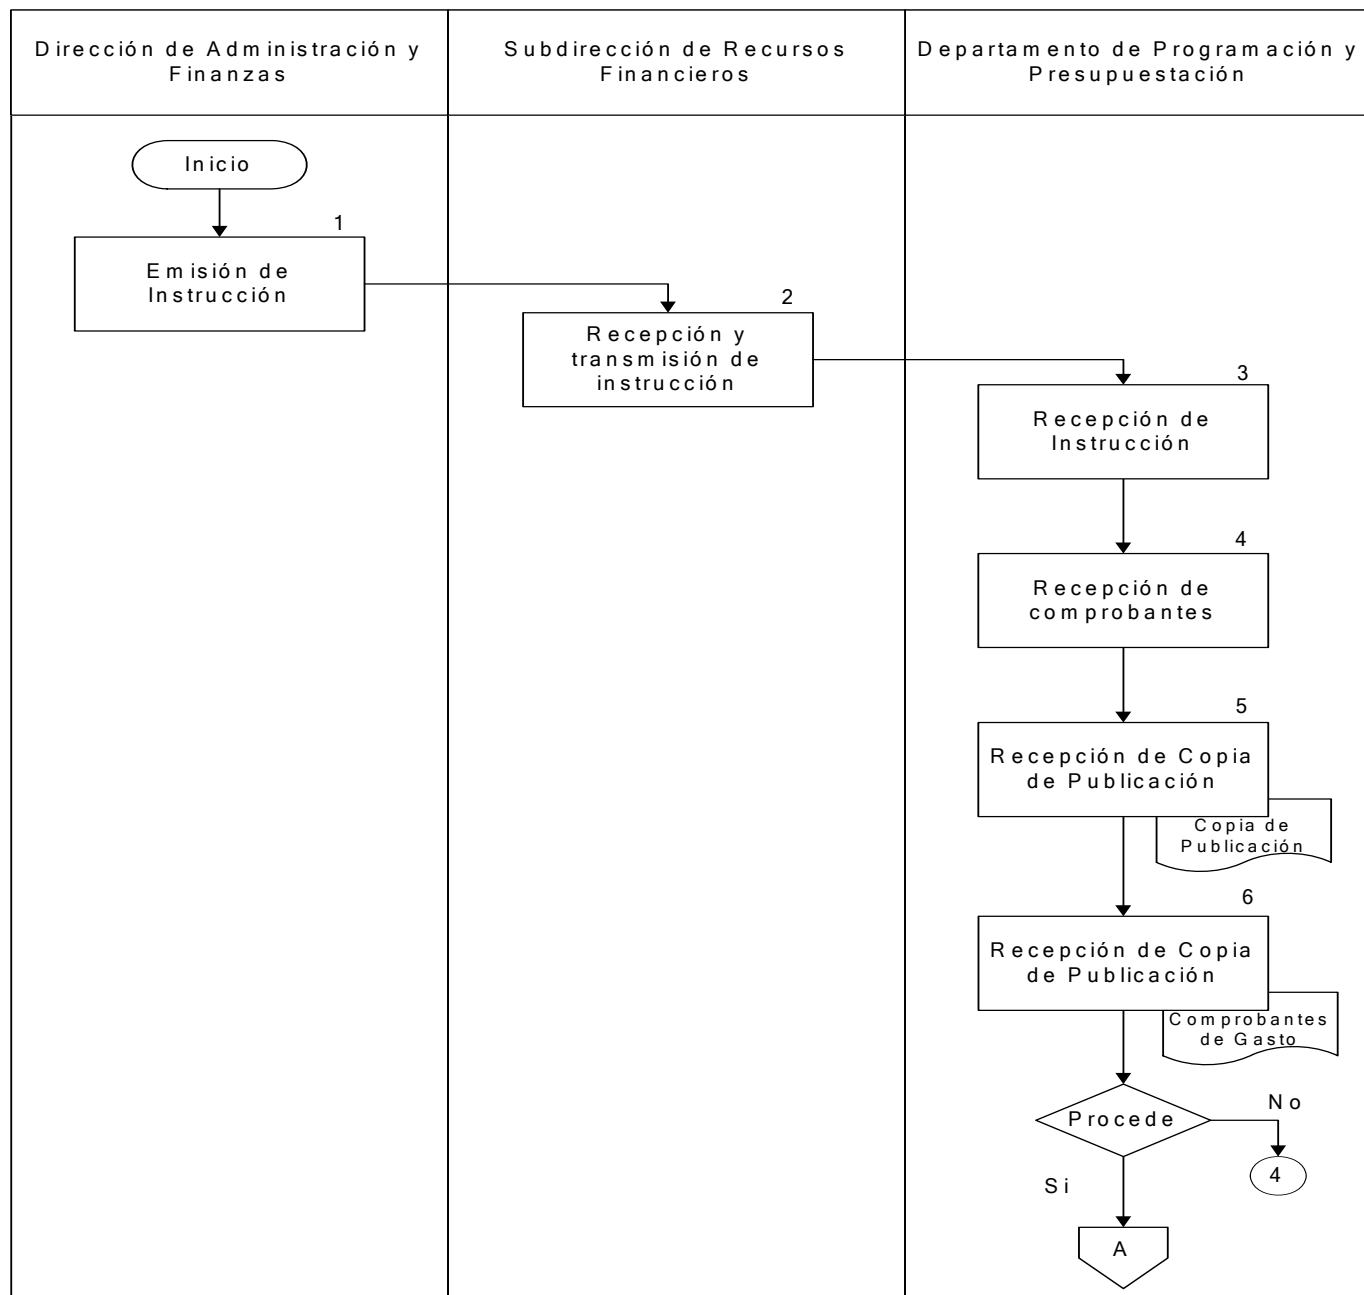 Dirección de Administración y
Finanzas
Subdirección de Recursos
Financieros
Departamento de Programación y
Presupuestación
Inicio
1
Emisión de
Instrucción
2
Recepción y
transmisión de
instrucción
3
Recepción de
Instrucción
4
Recepción de
comprobantes
5
Recepción de Copia
de Publicación
Copia de
Publicación
6
Recepción de Copia
de Publicación
Comprobantes
de Gasto
Procede
No
4
Si
A